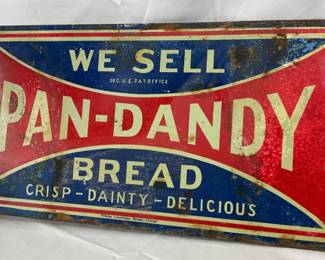 WE SELL
REG. U.S. PAT. OFFICE
PAN-DANDY
BREAD
CRISP-DAINTY-DELICIOUS